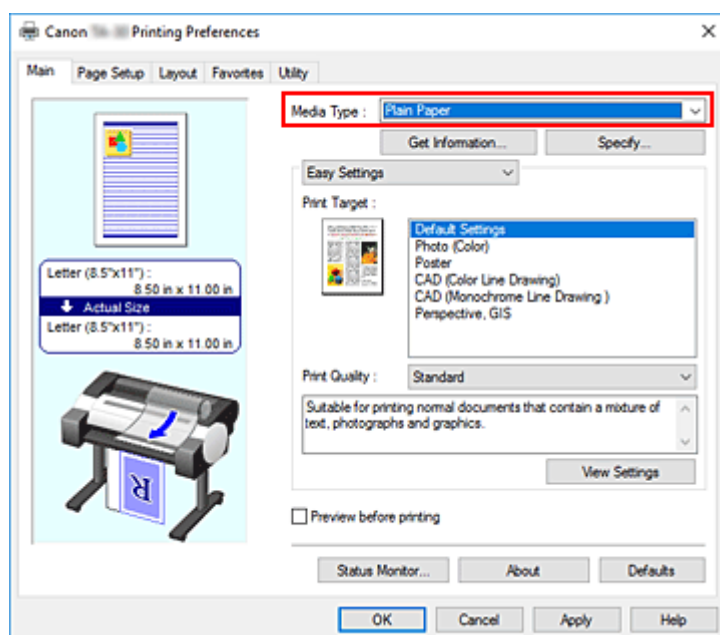 Canon Printing Preferences
Main Page Setup Layout Favorites Utility
Media Type : Plain Paper
Get Information... Specify...
Easy Settings
Print Target :
Default Settings
Photo (Color)
Poster
CAD (Color Line Drawing)
CAD (Monochrome Line Drawing )
Perspective, GIS
Letter (8.5"x11") :
8.50 in x 11.00 in
Actual Size
Letter (8.5"x11") :
8.50 in x 11.00 in
R
Print Quality : Standard
Suitable for printing normal documents that contain a mixture of
text, photographs and graphics.
View Settings
Preview before printing
Status Monitor... About Defaults
OK Cancel Apply Help